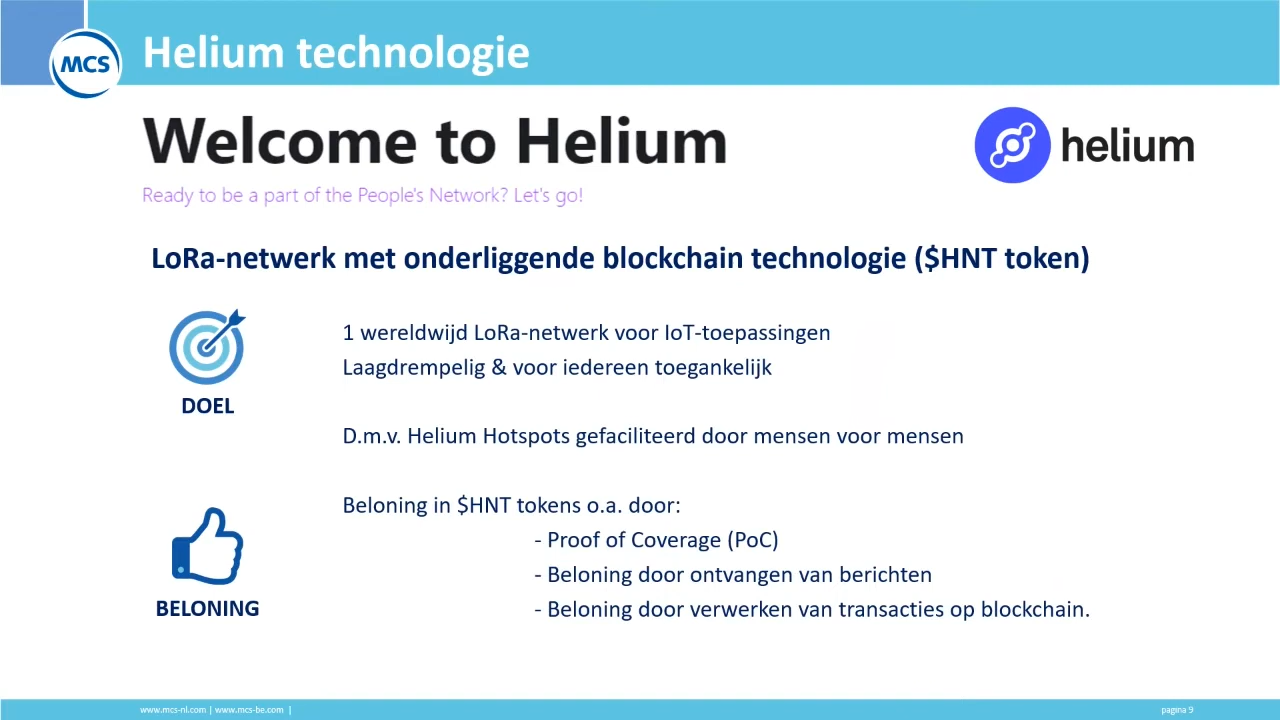 MCS
Helium technologie
Welcome to Helium
helium
Ready to be a part of the People's Network? Let's go!
LoRa-netwerk met onderliggende blockchain technologie ($HNT token)
1 wereldwijd LoRa-netwerk voor IoT-toepassingen
Laagdrempelig & voor iedereen toegankelijk
DOEL
D.m.v. Helium Hotspots gefaciliteerd door mensen voor mensen
Beloning in $HNT tokens o.a. door:
- Proof of Coverage (PoC)
- Beloning door ontvangen van berichten
BELONING
- Beloning door verwerken van transacties op blockchain.
www.mcs-nl.com | www.mcs-be.com |
pagina 9